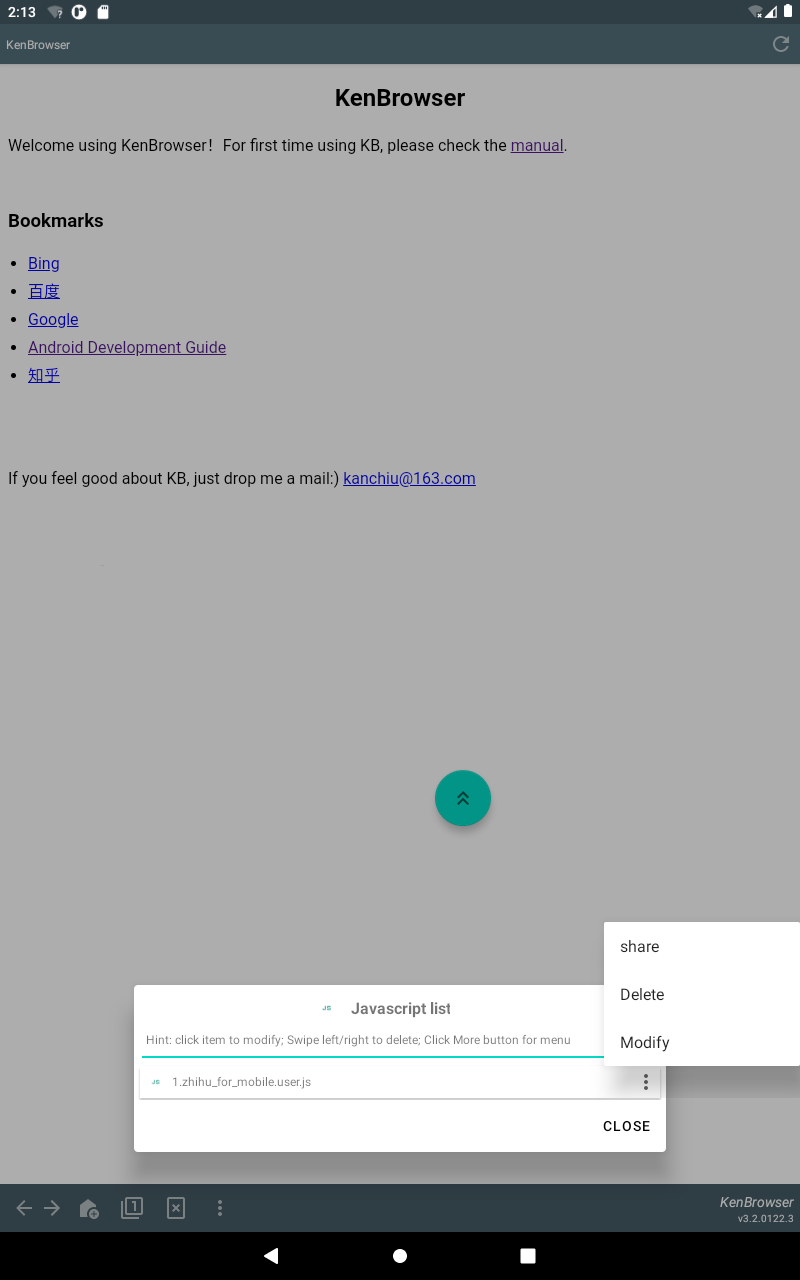 2:13
KenBrowser
KenBrowser
Welcome using KenBrowser！ For first time using KB, please check the manual.
Bookmarks
Bing
百度
Google
Android Development Guide
知乎
If you feel good about KB, just drop me a mail:) kanchiu@163.com
share
Delete
Modify
JS Javascript list
Hint: click item to modify; Swipe left/right to delete; Click More button for menu
JS 1.zhihu_for_mobile.user.js
CLOSE
1
KenBrowser
v3.2.0122.3